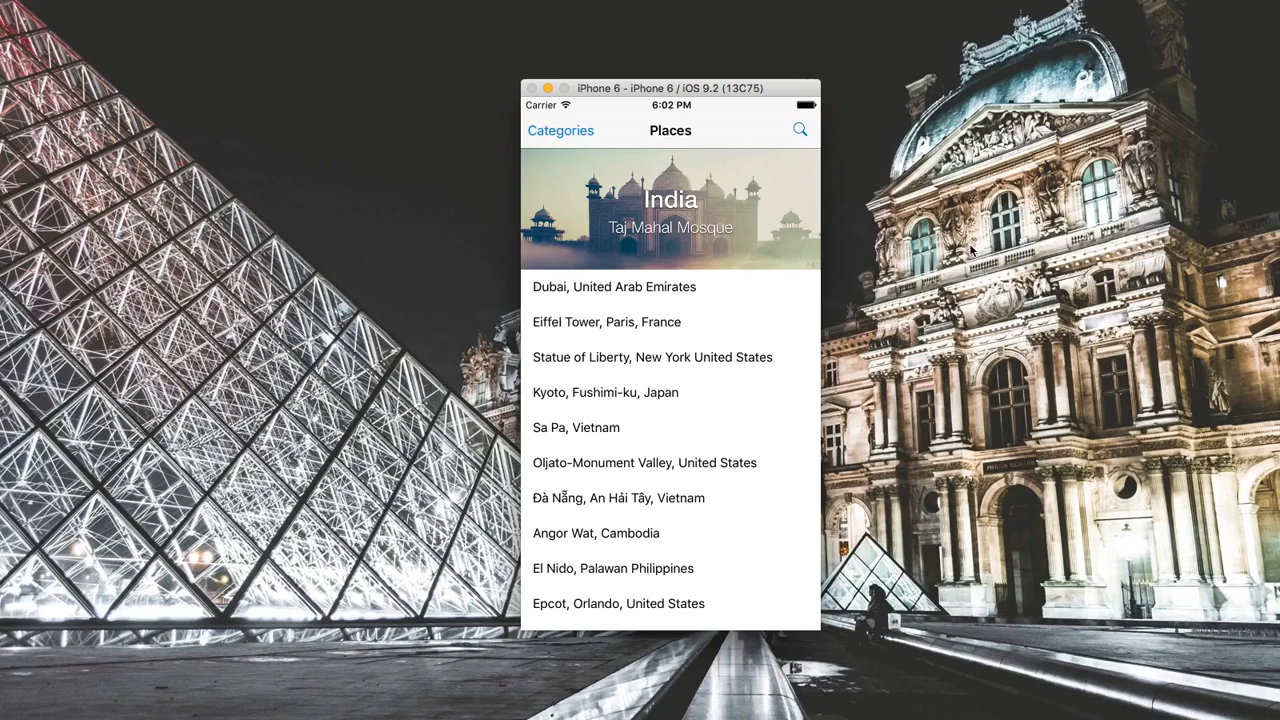 iPhone 6 - iPhone 6 / iOS 9.2 (13C75)
Carrier 6:02 PM
Categories Places
India
Taj Mahal Mosque
Dubai, United Arab Emirates
Eiffel Tower, Paris, France
Statue of Liberty, New York United States
Kyoto, Fushimi-ku, Japan
Sa Pa, Vietnam
Oljato-Monument Valley, United States
Đà Nẵng, An Hải Tây, Vietnam
Angor Wat, Cambodia
El Nido, Palawan Philippines
Epcot, Orlando, United States